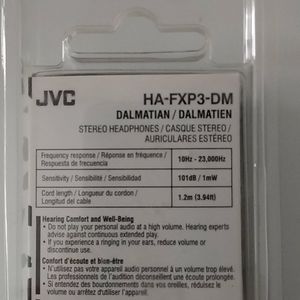 JVC
HA-FXP3-DM
DALMATIAN / DALMATIEN
STEREO HEADPHONES / CASQUE STEREO /
AURICULARES ESTÉREO
Frequency response / Réponse en fréquence /
Respuesta de frecuencia
10Hz - 23,000Hz
Sensitivity / Sensibilité / Sensibilidad
101dB / 1mW
Cord length / Longueur du cordon /
Longitud del cable
1.2m (3.94ft)
Hearing Comfort and Well-Being
• Do not play your personal audio at a high volume. Hearing experts
advise against continuous extended play.
• If you experience a ringing in your ears, reduce volume or
discontinue use.
Confort d'écoute et bien-être
• N'utilisez pas votre appareil audio personnel à un volume trop élevé.
Les professionels de l'audition déconseillent une écoute prolongée.
• Si entendez des bourdonnements dans vos oreilles, réduisez le
volume ou arrêtez d'utiliser l'appareil.